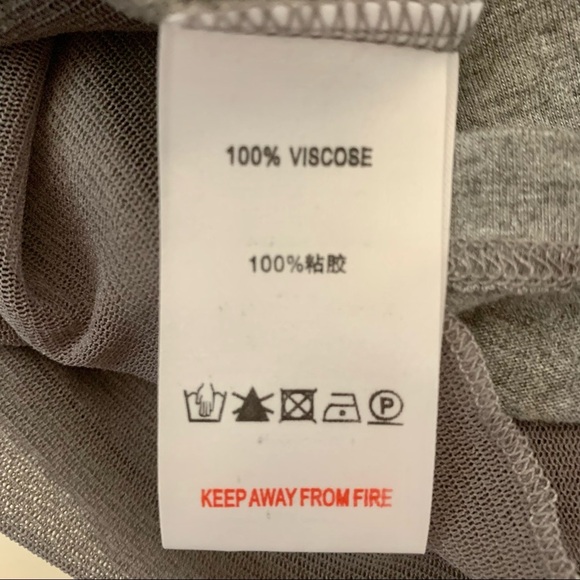 100% VISCOSE
100%粘胶
P
KEEP AWAY FROM FIRE